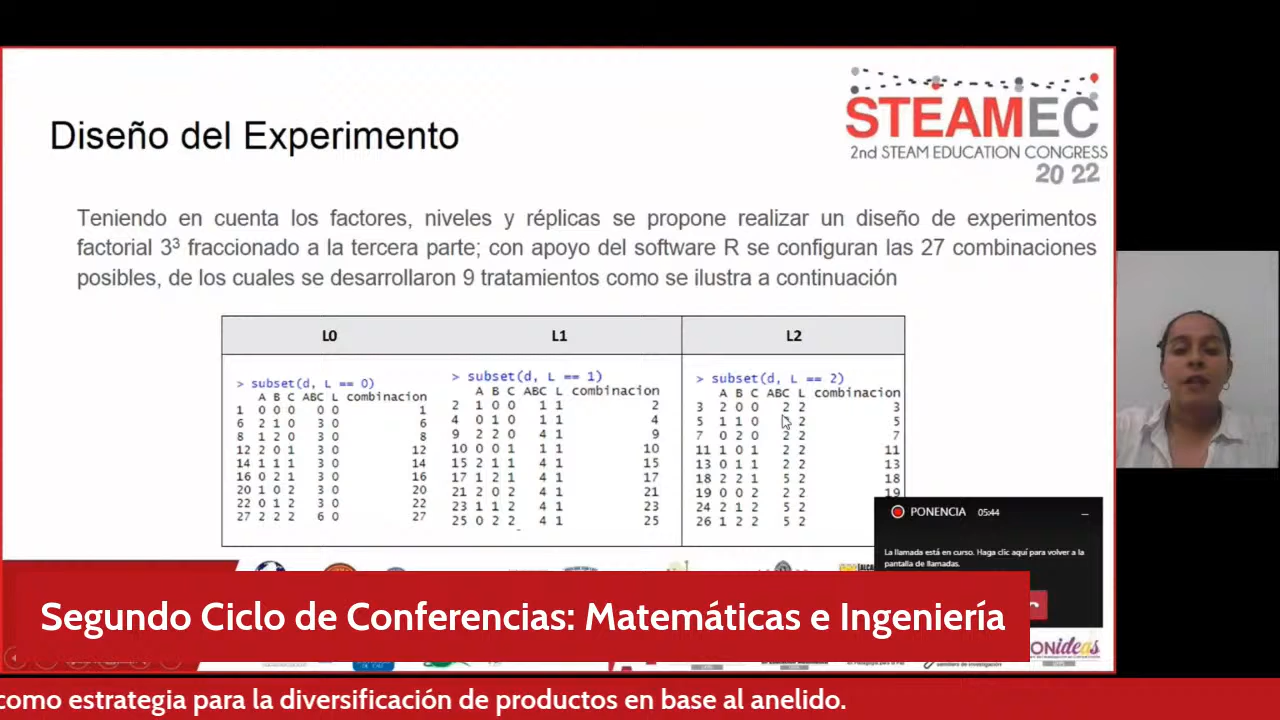 STEAMEC
2nd STEAM EDUCATION CONGRESS
20 22
Diseño del Experimento
Teniendo en cuenta los factores, niveles y réplicas se propone realizar un diseño de experimentos
factorial 3³ fraccionado a la tercera parte; con apoyo del software R se configuran las 27 combinaciones
posibles, de los cuales se desarrollaron 9 tratamientos como se ilustra a continuación
L0
> subset(d, L == 0)
A B C ABC L combinacion
1 0 0 0 0 0 1
6 2 1 0 3 0 6
8 1 2 0 3 0 8
12 2 0 1 3 0 12
14 1 1 1 3 0 14
16 0 2 1 3 0 16
20 1 0 2 3 0 20
22 0 1 2 3 0 22
27 2 2 2 6 0 27
L1
> subset(d, L == 1)
A B C ABC L combinacion
2 1 0 0 1 1 2
4 0 1 0 1 1 4
9 2 2 0 4 1 9
10 0 0 1 1 1 10
15 2 1 1 4 1 15
17 1 2 1 4 1 17
21 2 0 2 4 1 21
23 1 1 2 4 1 23
25 0 2 2 4 1 25
L2
> subset(d, L == 2)
A B C ABC L combinacion
3 2 0 0 2 2 3
5 1 1 0 2 5
7 0 2 0 2 2 7
11 1 0 1 2 2 11
13 0 1 1 2 2 13
18 2 2 1 5 2 18
19 0 0 2 2 2 19
24 2 1 2 5 2
26 1 2 2 5 2
PONENCIA 05:44
La llamada está en curso. Haga clic aquí para volver a la
pantalla de llamadas.
Segundo Ciclo de Conferencias: Matemáticas e Ingeniería
ONideas
como estrategia para la diversificación de productos en base al anelido.